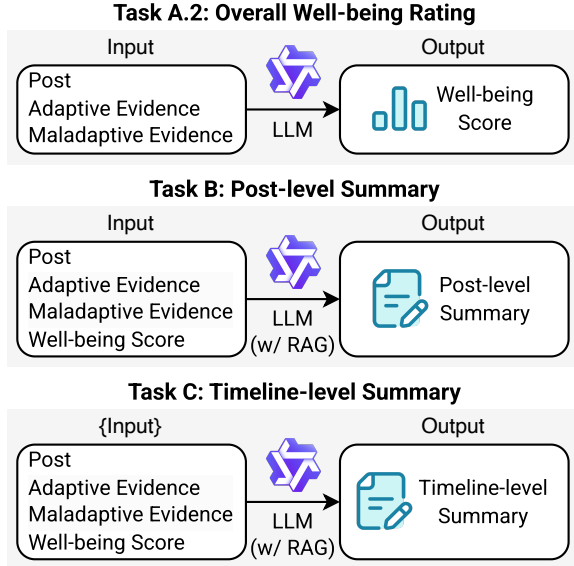 Task A.2: Overall Well-being Rating
Input
Output
Post
Adaptive Evidence
Maladaptive Evidence
LLM
Well-being
Score
Task B: Post-level Summary
Input
Output
Post
Adaptive Evidence
Maladaptive Evidence
Well-being Score
LLM
(w/ RAG)
Post-level
Summary
Task C: Timeline-level Summary
{Input}
Output
Post
Adaptive Evidence
Maladaptive Evidence
Well-being Score
LLM
(w/ RAG)
Timeline-level
Summary